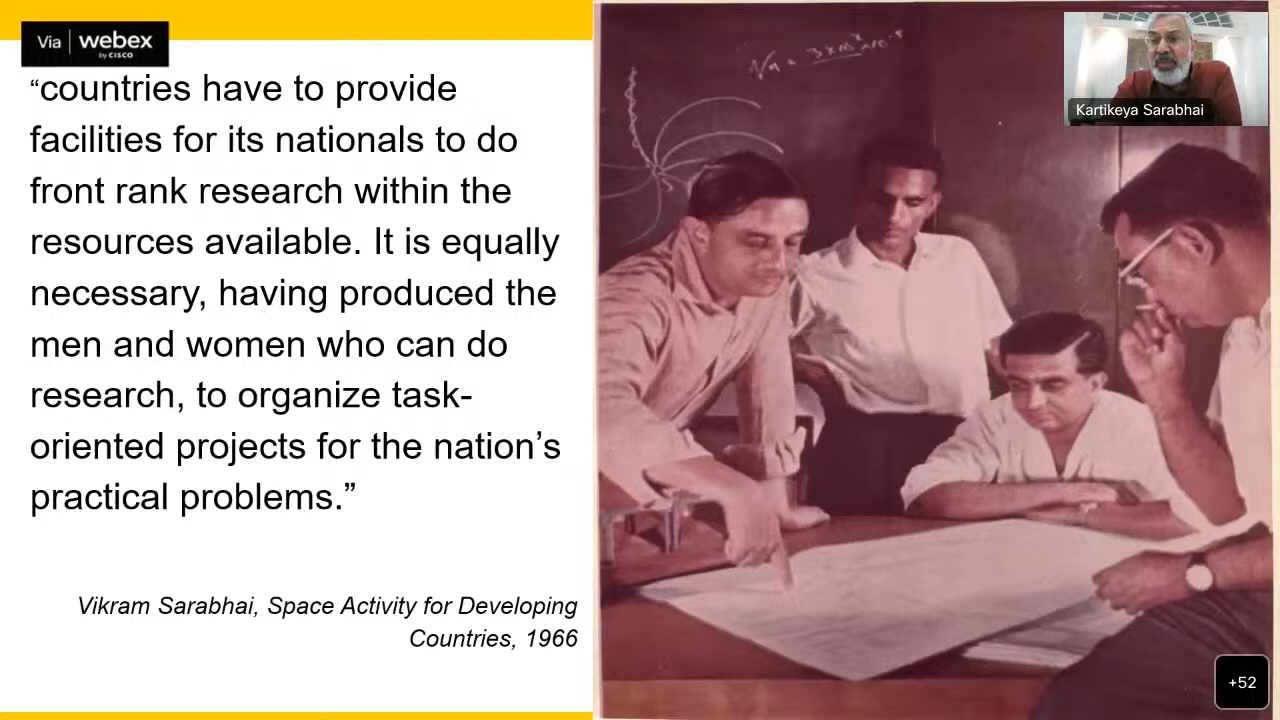 Via | webex
by CISCO
“countries have to provide
facilities for its nationals to do
front rank research within the
resources available. It is equally
necessary, having produced the
men and women who can do
research, to organize task-
oriented projects for the nation’s
practical problems.”
Vikram Sarabhai, Space Activity for Developing
Countries, 1966
Kartikeya Sarabhai
+52